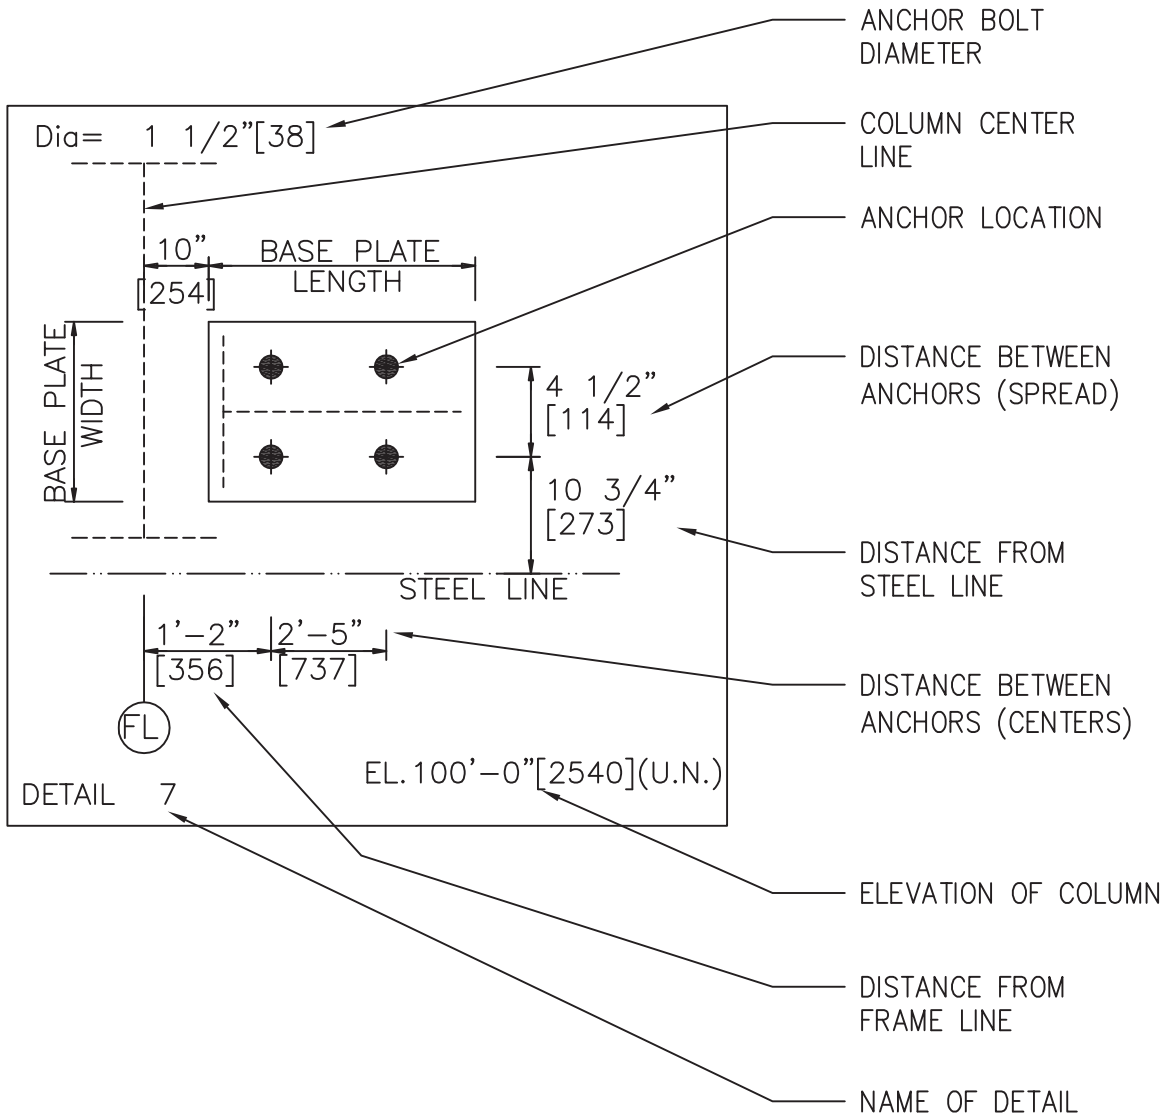 ANCHOR BOLT
DIAMETER
Dia= 1 1/2"[38]
COLUMN CENTER
LINE
ANCHOR LOCATION
10"
[254]
BASE PLATE
LENGTH
BASE PLATE
WIDTH
DISTANCE BETWEEN
ANCHORS (SPREAD)
4 1/2"
[114]
10 3/4"
[273]
DISTANCE FROM
STEEL LINE
STEEL LINE
1'-2"
[356]
2'-5"
[737]
DISTANCE BETWEEN
ANCHORS (CENTERS)
FL
EL.100'-0"[2540](U.N.)
DETAIL 7
ELEVATION OF COLUMN
DISTANCE FROM
FRAME LINE
NAME OF DETAIL